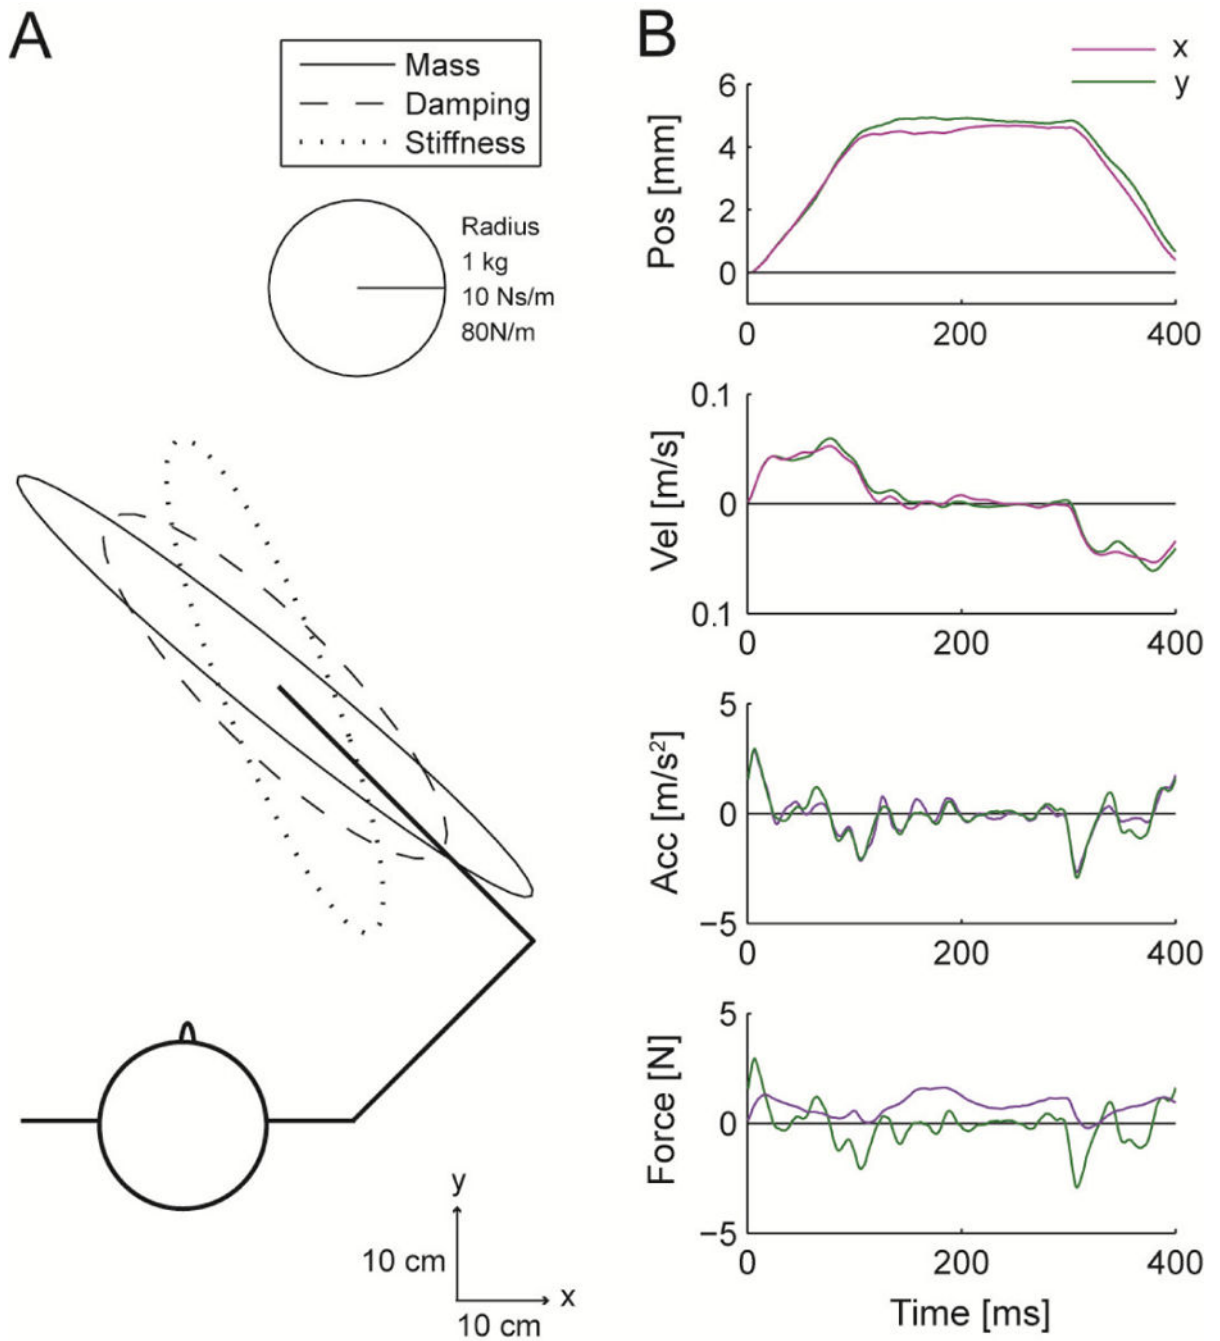 A
Mass
Damping
Stiffness
Radius
1 kg
10 Ns/m
80N/m
y
10 cm
x
10 cm
B
x
y
Pos [mm]
6
4
2
0
0
200
400
Vel [m/s]
0.1
0
0.1
0
200
400
Acc [m/s²]
5
0
−5
0
200
400
Force [N]
5
0
−5
0
200
400
Time [ms]